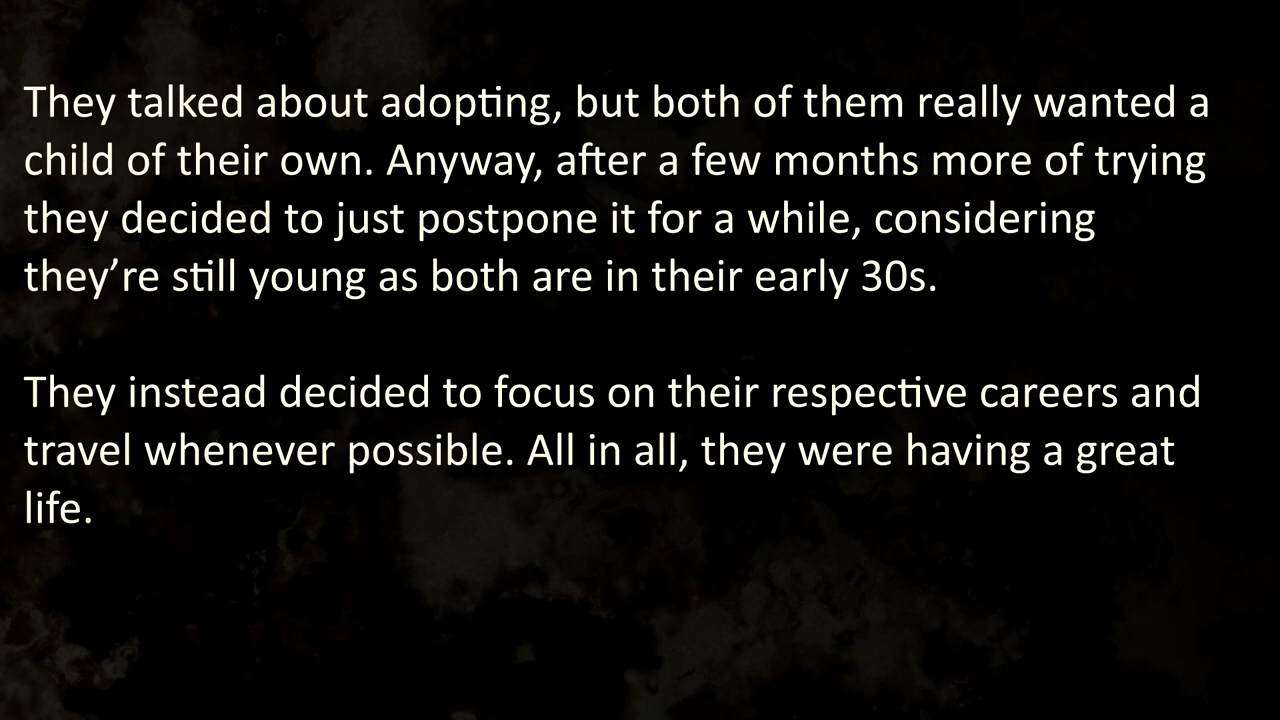 They talked about adopting, but both of them really wanted a
child of their own. Anyway, after a few months more of trying
they decided to just postpone it for a while, considering
they’re still young as both are in their early 30s.
They instead decided to focus on their respective careers and
travel whenever possible. All in all, they were having a great
life.